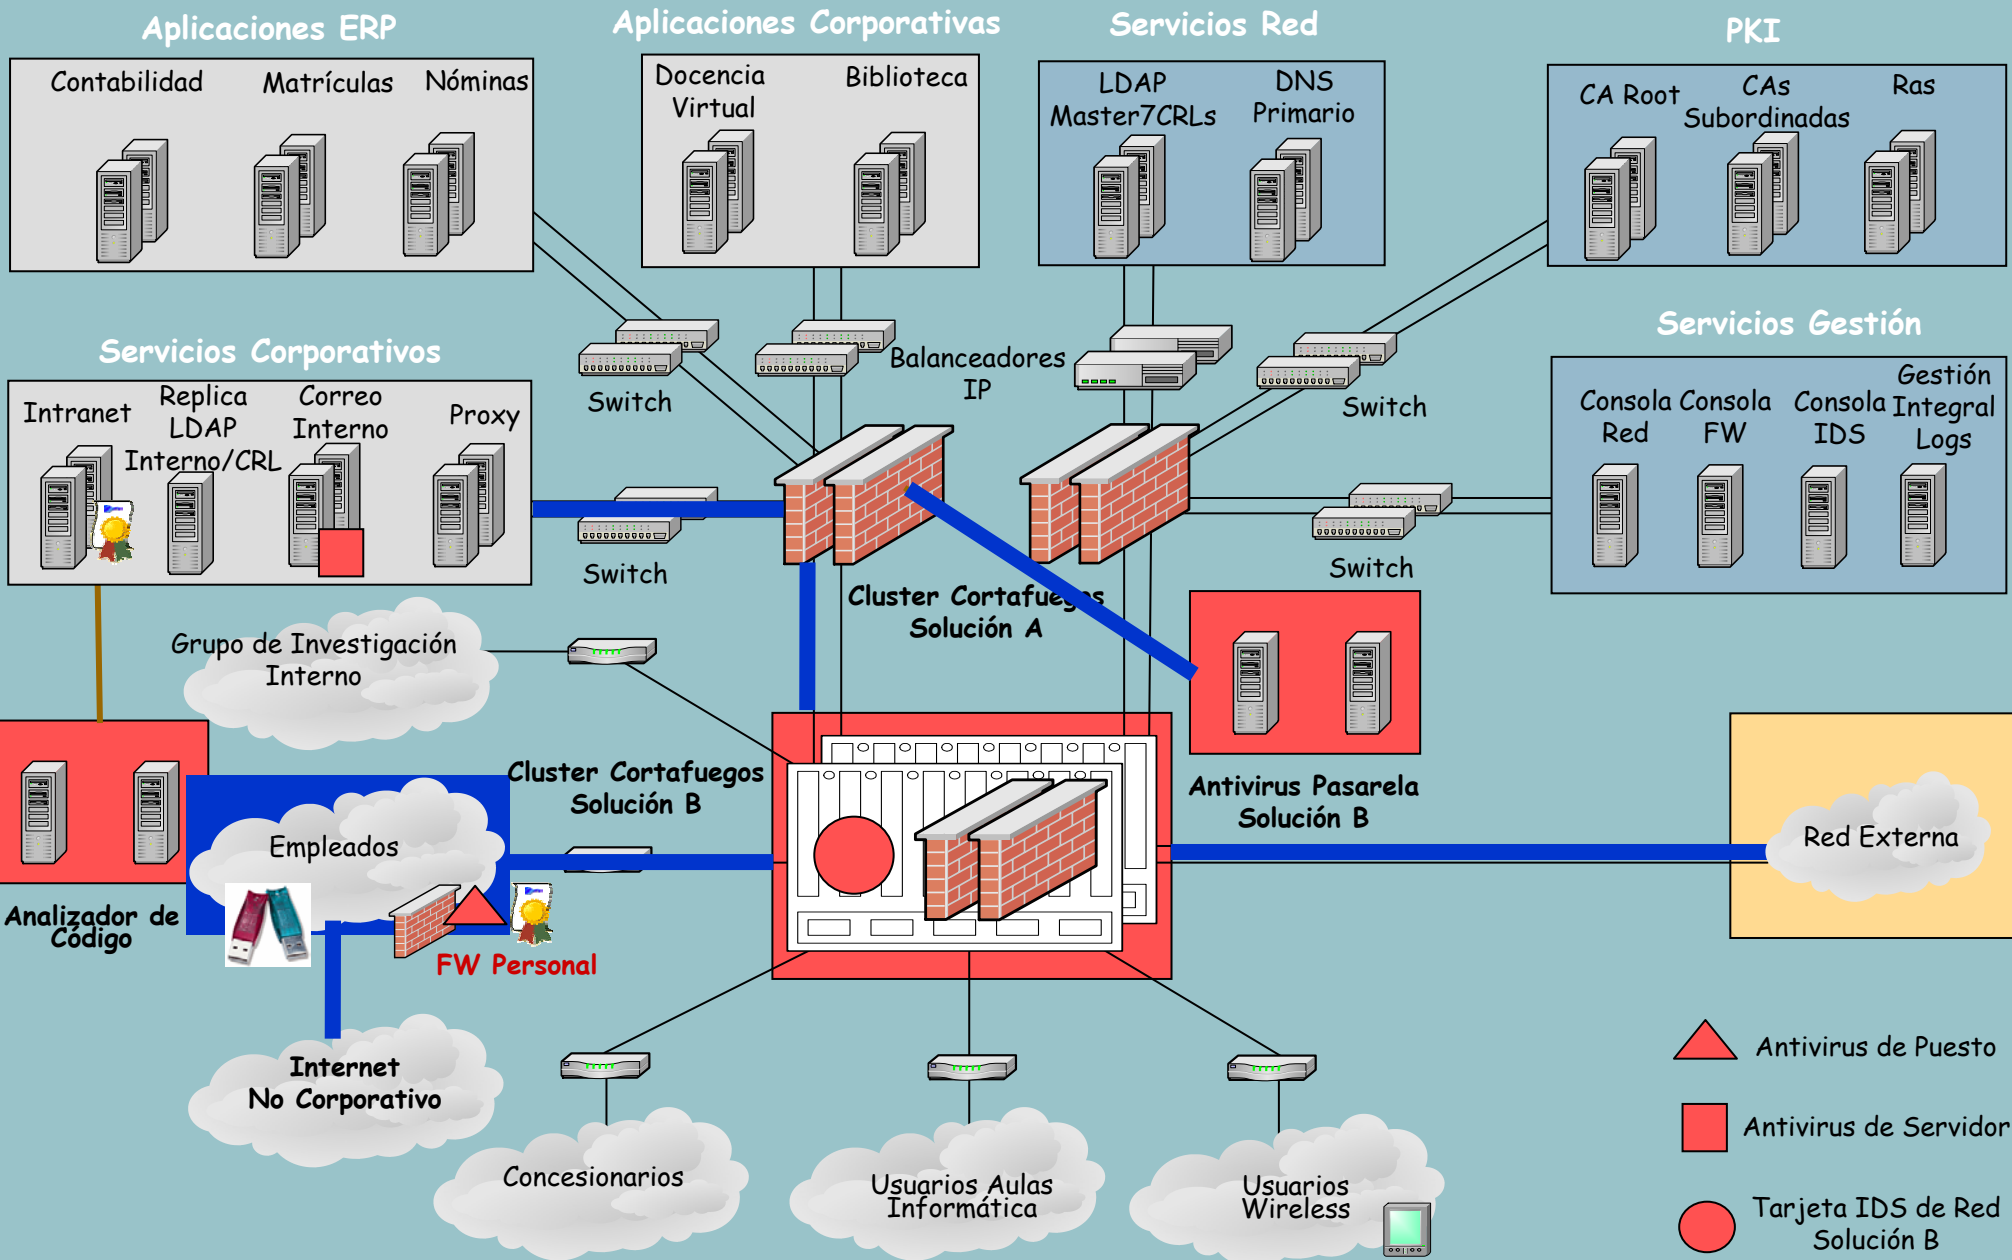 Aplicaciones ERP
Aplicaciones Corporativas
Servicios Red
PKI
Contabilidad
Matrículas
Nóminas
Docencia
Virtual
Biblioteca
LDAP
Master7CRLs
DNS
Primario
CA Root
CAs
Subordinadas
Ras
Servicios Corporativos
Switch
Balanceadores
IP
Switch
Servicios Gestión
Intranet
Replica
LDAP
Interno/CRL
Correo
Interno
Proxy
Switch
Switch
Consola
Red
Consola
FW
Consola
IDS
Gestión
Integral
Logs
Cluster Cortafuegos
Solución A
Grupo de Investigación
Interno
Cluster Cortafuegos
Solución B
Antivirus Pasarela
Solución B
Analizador de
Código
Empleados
FW Personal
Red Externa
Internet
No Corporativo
Concesionarios
Usuarios Aulas
Informática
Usuarios
Wireless
Antivirus de Puesto
Antivirus de Servidor
Tarjeta IDS de Red
Solución B